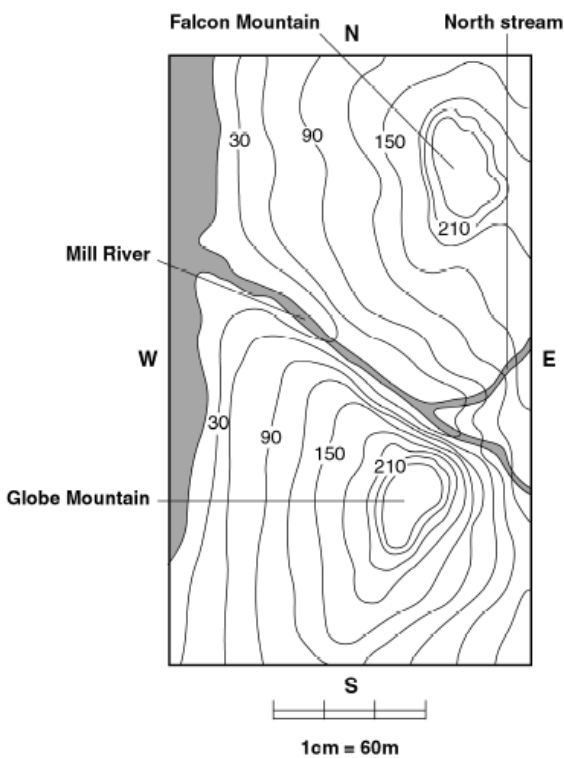 Falcon Mountain
N
North stream
30
90
150
210
Mill River
W
E
30
90
150
210
Globe Mountain
S
1cm = 60m